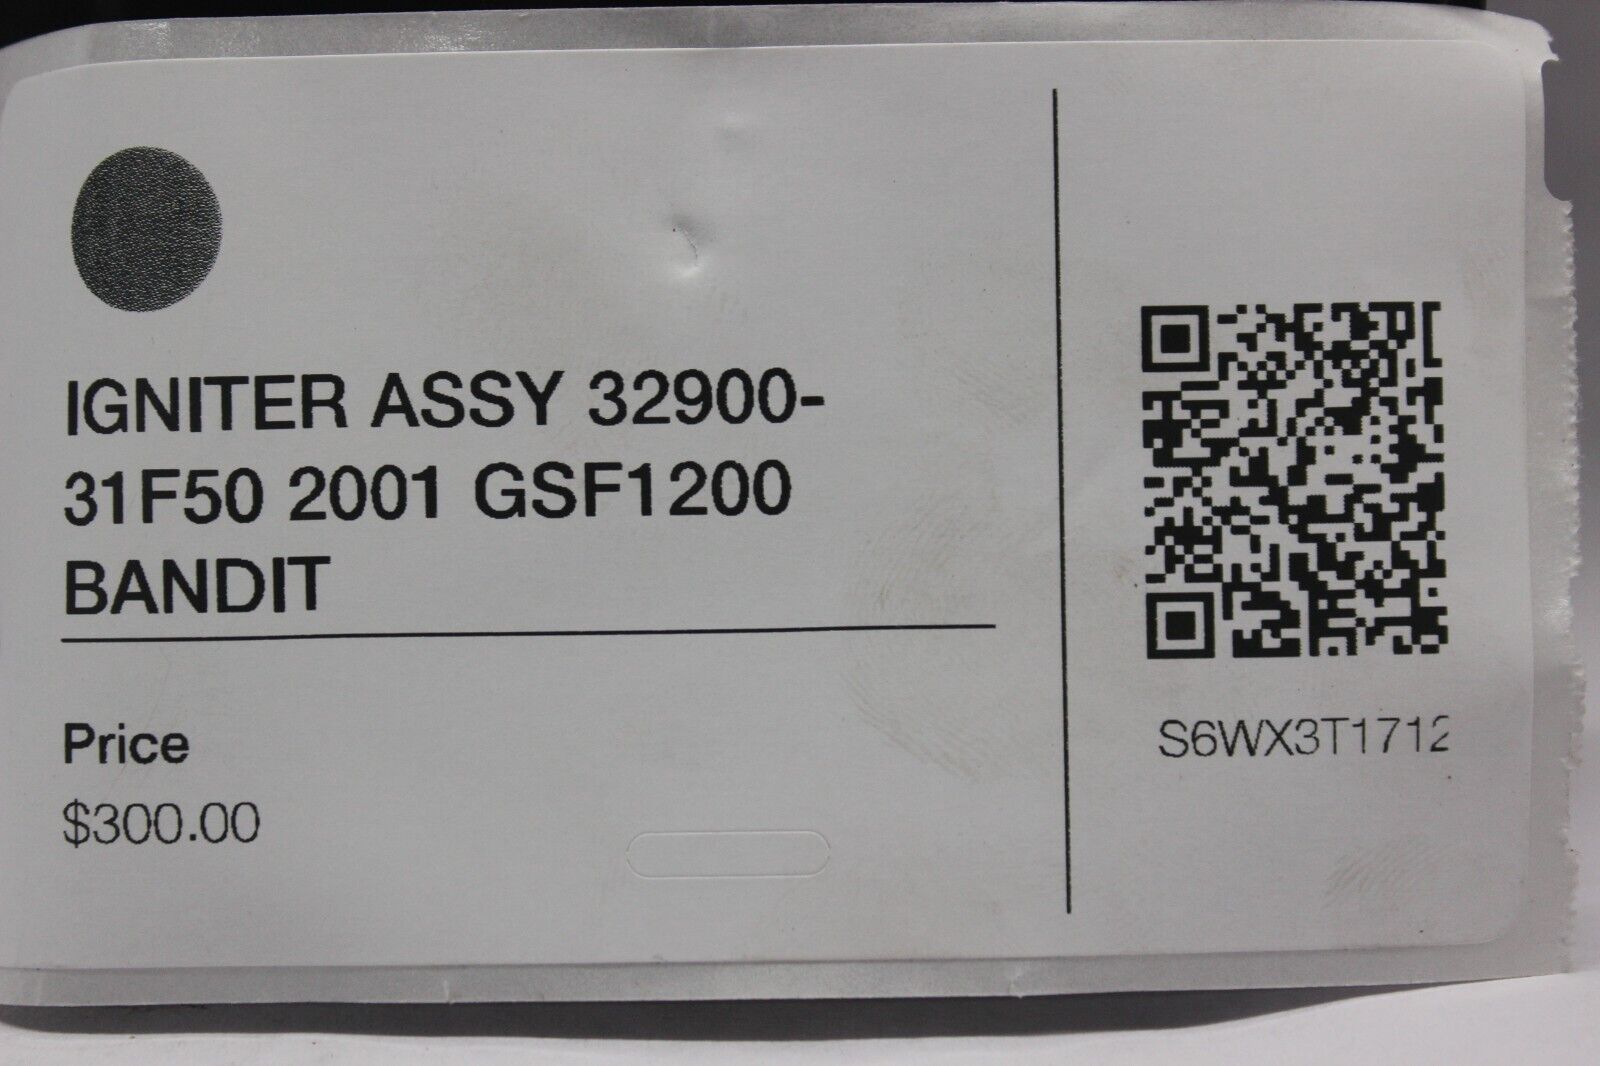 IGNITER ASSY 32900-
31F50 2001 GSF1200
BANDIT
Price
$300.00
S6WX3T1712